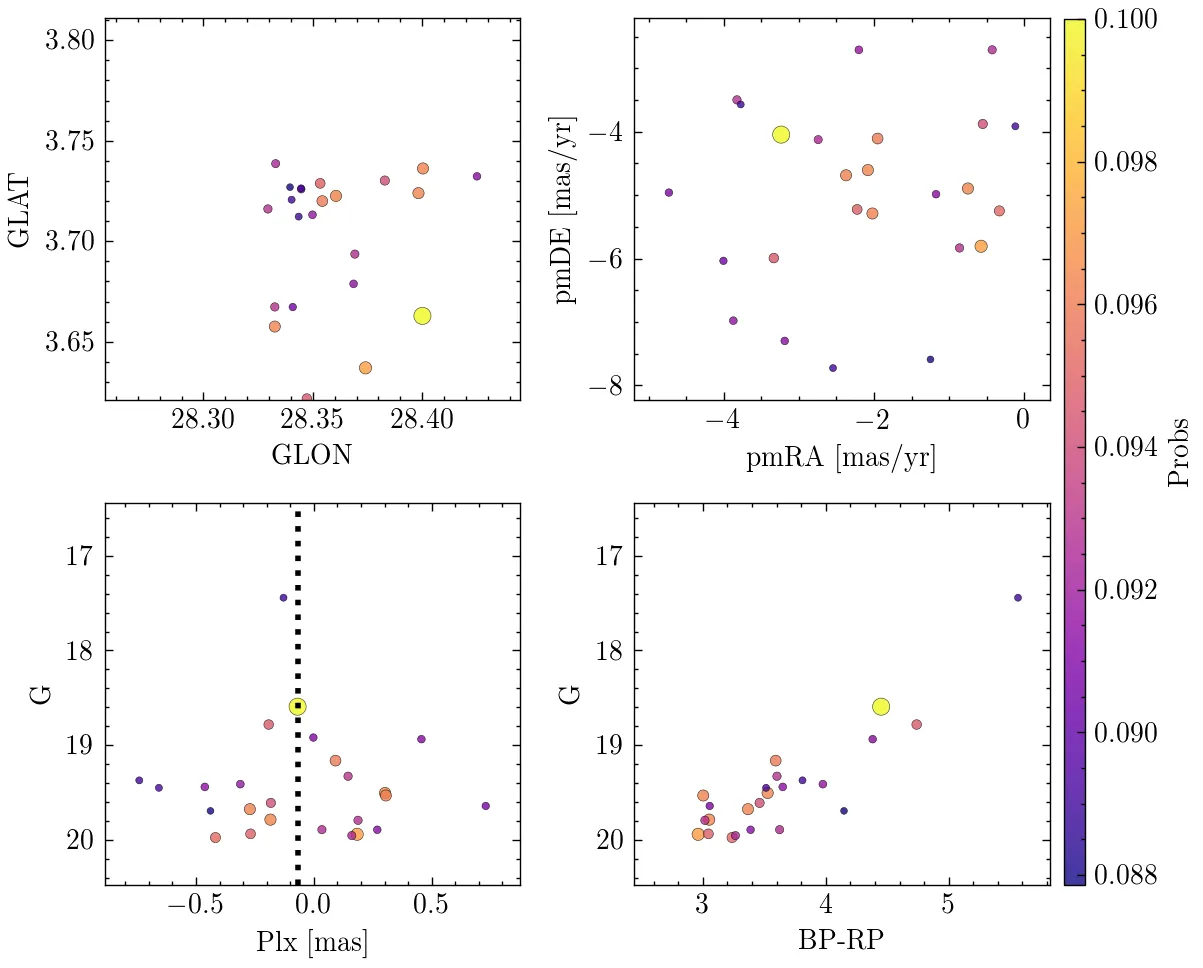 3.80
3.75
3.70
3.65
GLAT
28.30 28.35 28.40
GLON
−4
−6
−8
pmDE [mas/yr]
−4 −2 0
pmRA [mas/yr]
17
18
19
20
G
−0.5 0.0 0.5
Plx [mas]
17
18
19
20
G
3 4 5
BP-RP
0.100
0.098
0.096
0.094
0.092
0.090
0.088
Probs